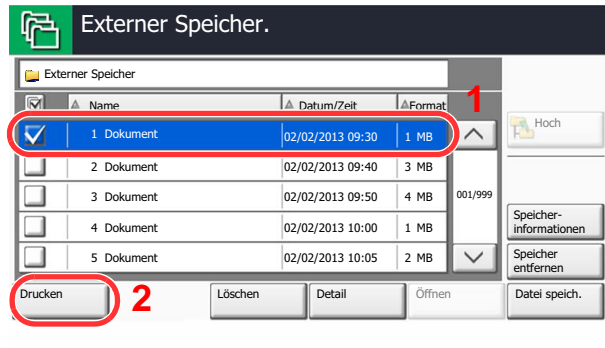 Externer Speicher.
Externer Speicher
Name Datum/Zeit Format 1
1 Dokument 02/02/2013 09:30 1 MB
Hoch
2 Dokument 02/02/2013 09:40 3 MB
3 Dokument 02/02/2013 09:50 4 MB
001/999
4 Dokument 02/02/2013 10:00 1 MB
Speicher-
informationen
5 Dokument 02/02/2013 10:05 2 MB
Speicher
entfernen
Drucken 2 Löschen Detail Öffnen Datei speich.